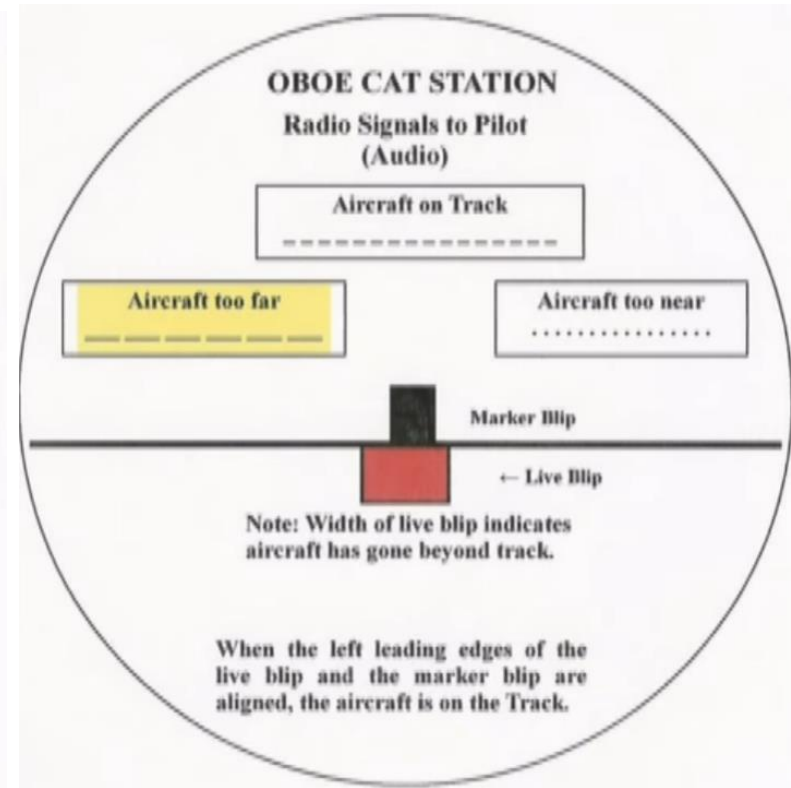 OBOE CAT STATION
Radio Signals to Pilot
(Audio)
Aircraft on Track
Aircraft too far
Aircraft too near
Marker Blip
← Live Blip
Note: Width of live blip indicates
aircraft has gone beyond track.
When the left leading edges of the
live blip and the marker blip are
aligned, the aircraft is on the Track.